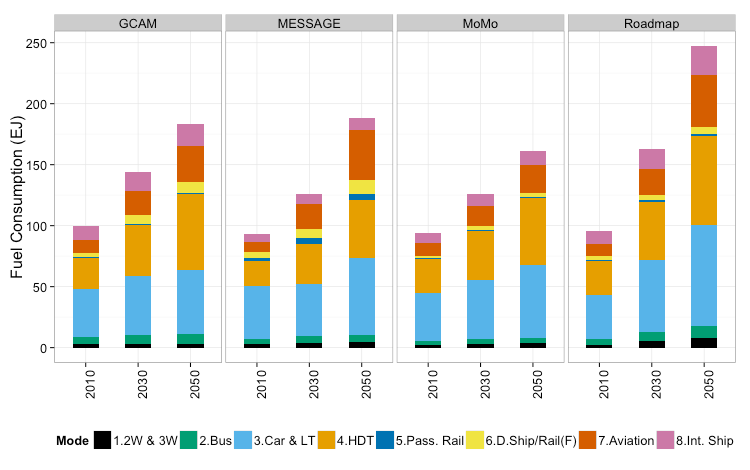 GCAM MESSAGE MoMo Roadmap
Fuel Consumption (EJ)
250
200
150
100
50
0
2010 2030 2050 2010 2030 2050 2010 2030 2050 2010 2030 2050
Mode 1.2W & 3W 2.Bus 3.Car & LT 4.HDT 5.Pass. Rail 6.D.Ship/Rail(F) 7.Aviation 8.Int. Ship